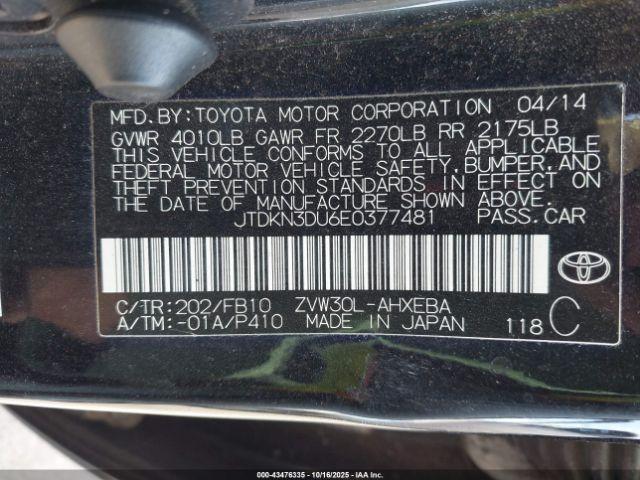 MFD.BY:TOYOTA MOTOR CORPORATION 04/14
GVWR 4010LB GAWR FR 2270LB RR 2175LB
THIS VEHICLE CONFORMS TO ALL APPLICABLE
FEDERAL MOTOR VEHICLE SAFETY,BUMPER,AND
THEFT PREVENTION STANDARDS IN EFFECT ON
THE DATE OF MANUFACTURE SHOWN ABOVE.
JTDKN3DU6E0377481 PASS.CAR
C/TR:202/FB10 ZVW30L-AHXEBA
A/TM:-01A/P410 MADE IN JAPAN 118 C
000-43476335 - 10/16/2025 - IAAI.COM